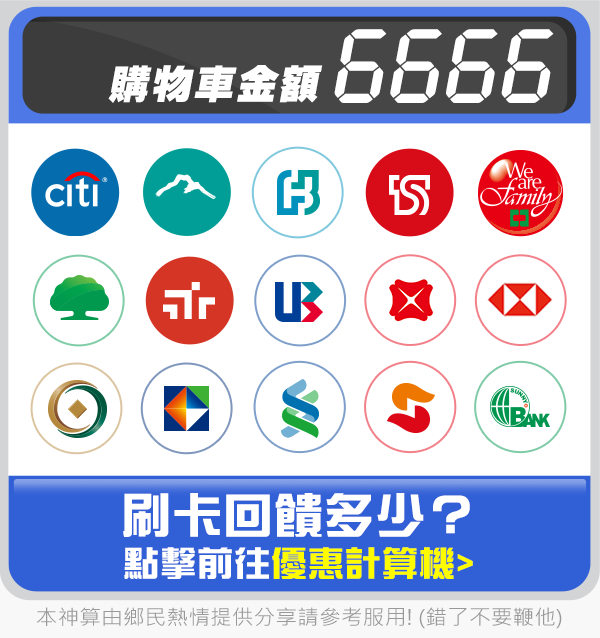 購物車金額 6666
citi®
We
are
Family
UB
SUNNY
BANK
刷卡回饋多少？
點擊前往優惠計算機>
本神算由鄉民熱情提供分享請參考服用! (錯了不要鞭他)